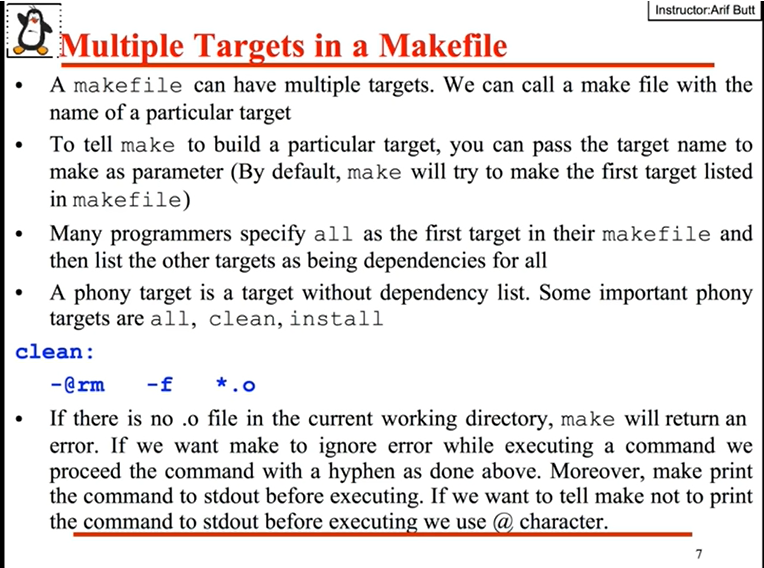 Instructor:Arif Butt
Multiple Targets in a Makefile
• A makefile can have multiple targets. We can call a make file with the
name of a particular target
• To tell make to build a particular target, you can pass the target name to
make as parameter (By default, make will try to make the first target listed
in makefile)
• Many programmers specify all as the first target in their makefile and
then list the other targets as being dependencies for all
• A phony target is a target without dependency list. Some important phony
targets are all, clean, install
clean:
-@rm -f *.o
• If there is no .o file in the current working directory, make will return an
error. If we want make to ignore error while executing a command we
proceed the command with a hyphen as done above. Moreover, make print
the command to stdout before executing. If we want to tell make not to print
the command to stdout before executing we use @ character.
7